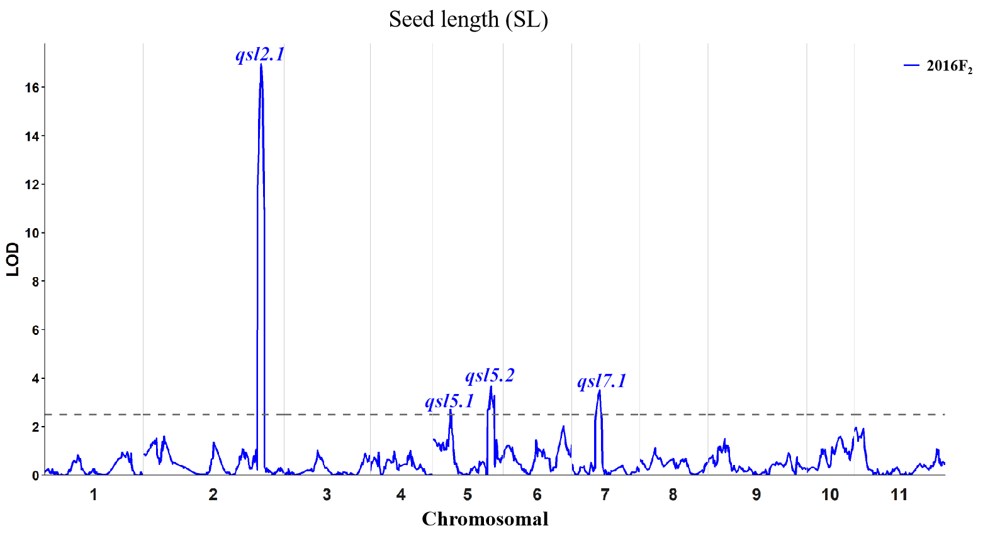 Seed length (SL)
qsl2.1
2016F₂
16
14
12
10
8
6
4
2
0
LOD
qsl5.1
qsl5.2
qsl7.1
1 2 3 4 5 6 7 8 9 10 11
Chromosomal